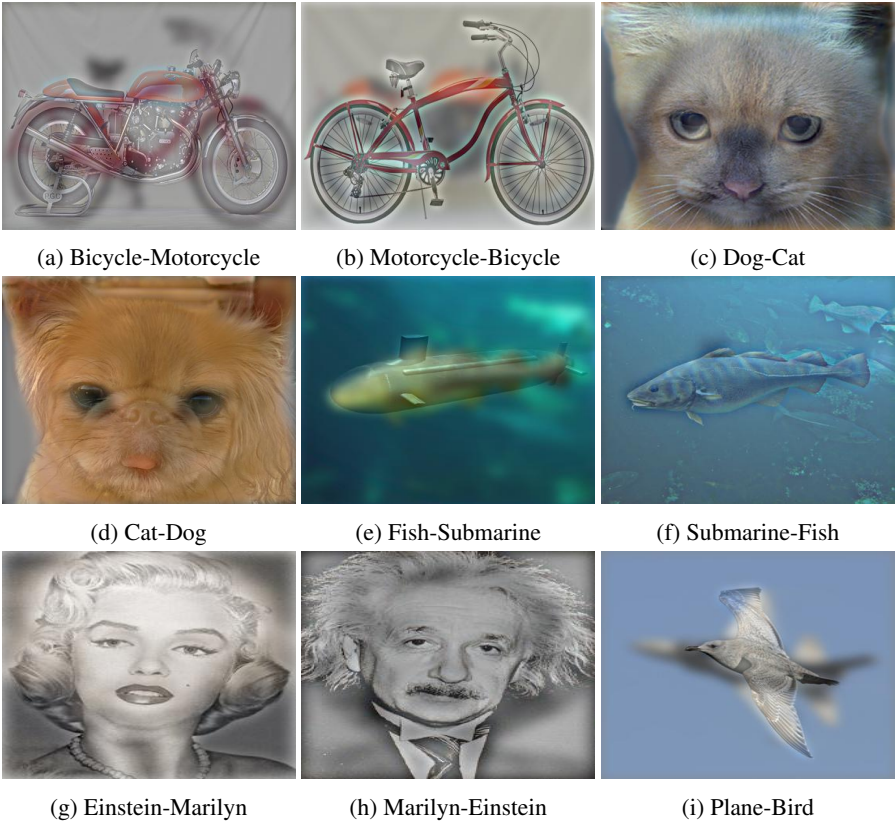 (a) Bicycle-Motorcycle
(b) Motorcycle-Bicycle
(c) Dog-Cat
(d) Cat-Dog
(e) Fish-Submarine
(f) Submarine-Fish
(g) Einstein-Marilyn
(h) Marilyn-Einstein
(i) Plane-Bird